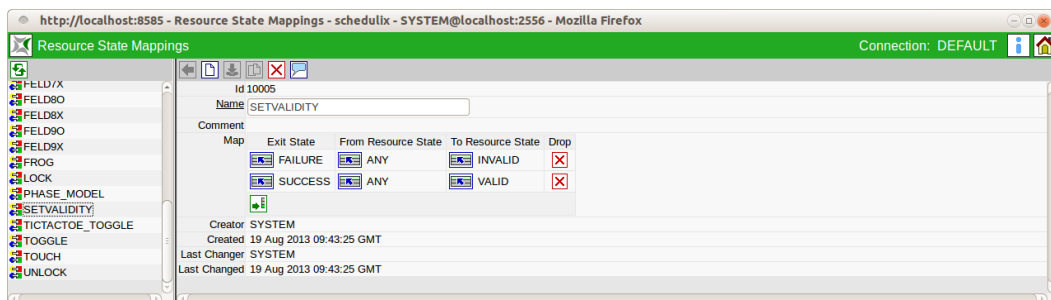 http://localhost:8585 - Resource State Mappings - schedulix - SYSTEM@localhost:2556 - Mozilla Firefox
Resource State Mappings
Connection: DEFAULT
FELD7X
FELD8O
FELD8X
FELD9O
FELD9X
FROG
LOCK
PHASE_MODEL
SETVALIDITY
TICTACTOE_TOGGLE
TOGGLE
TOUCH
UNLOCK
Id 10005
Name SETVALIDITY
Comment
Map Exit State From Resource State To Resource State Drop
FAILURE ANY INVALID
SUCCESS ANY VALID
Creator SYSTEM
Created 19 Aug 2013 09:43:25 GMT
Last Changer SYSTEM
Last Changed 19 Aug 2013 09:43:25 GMT